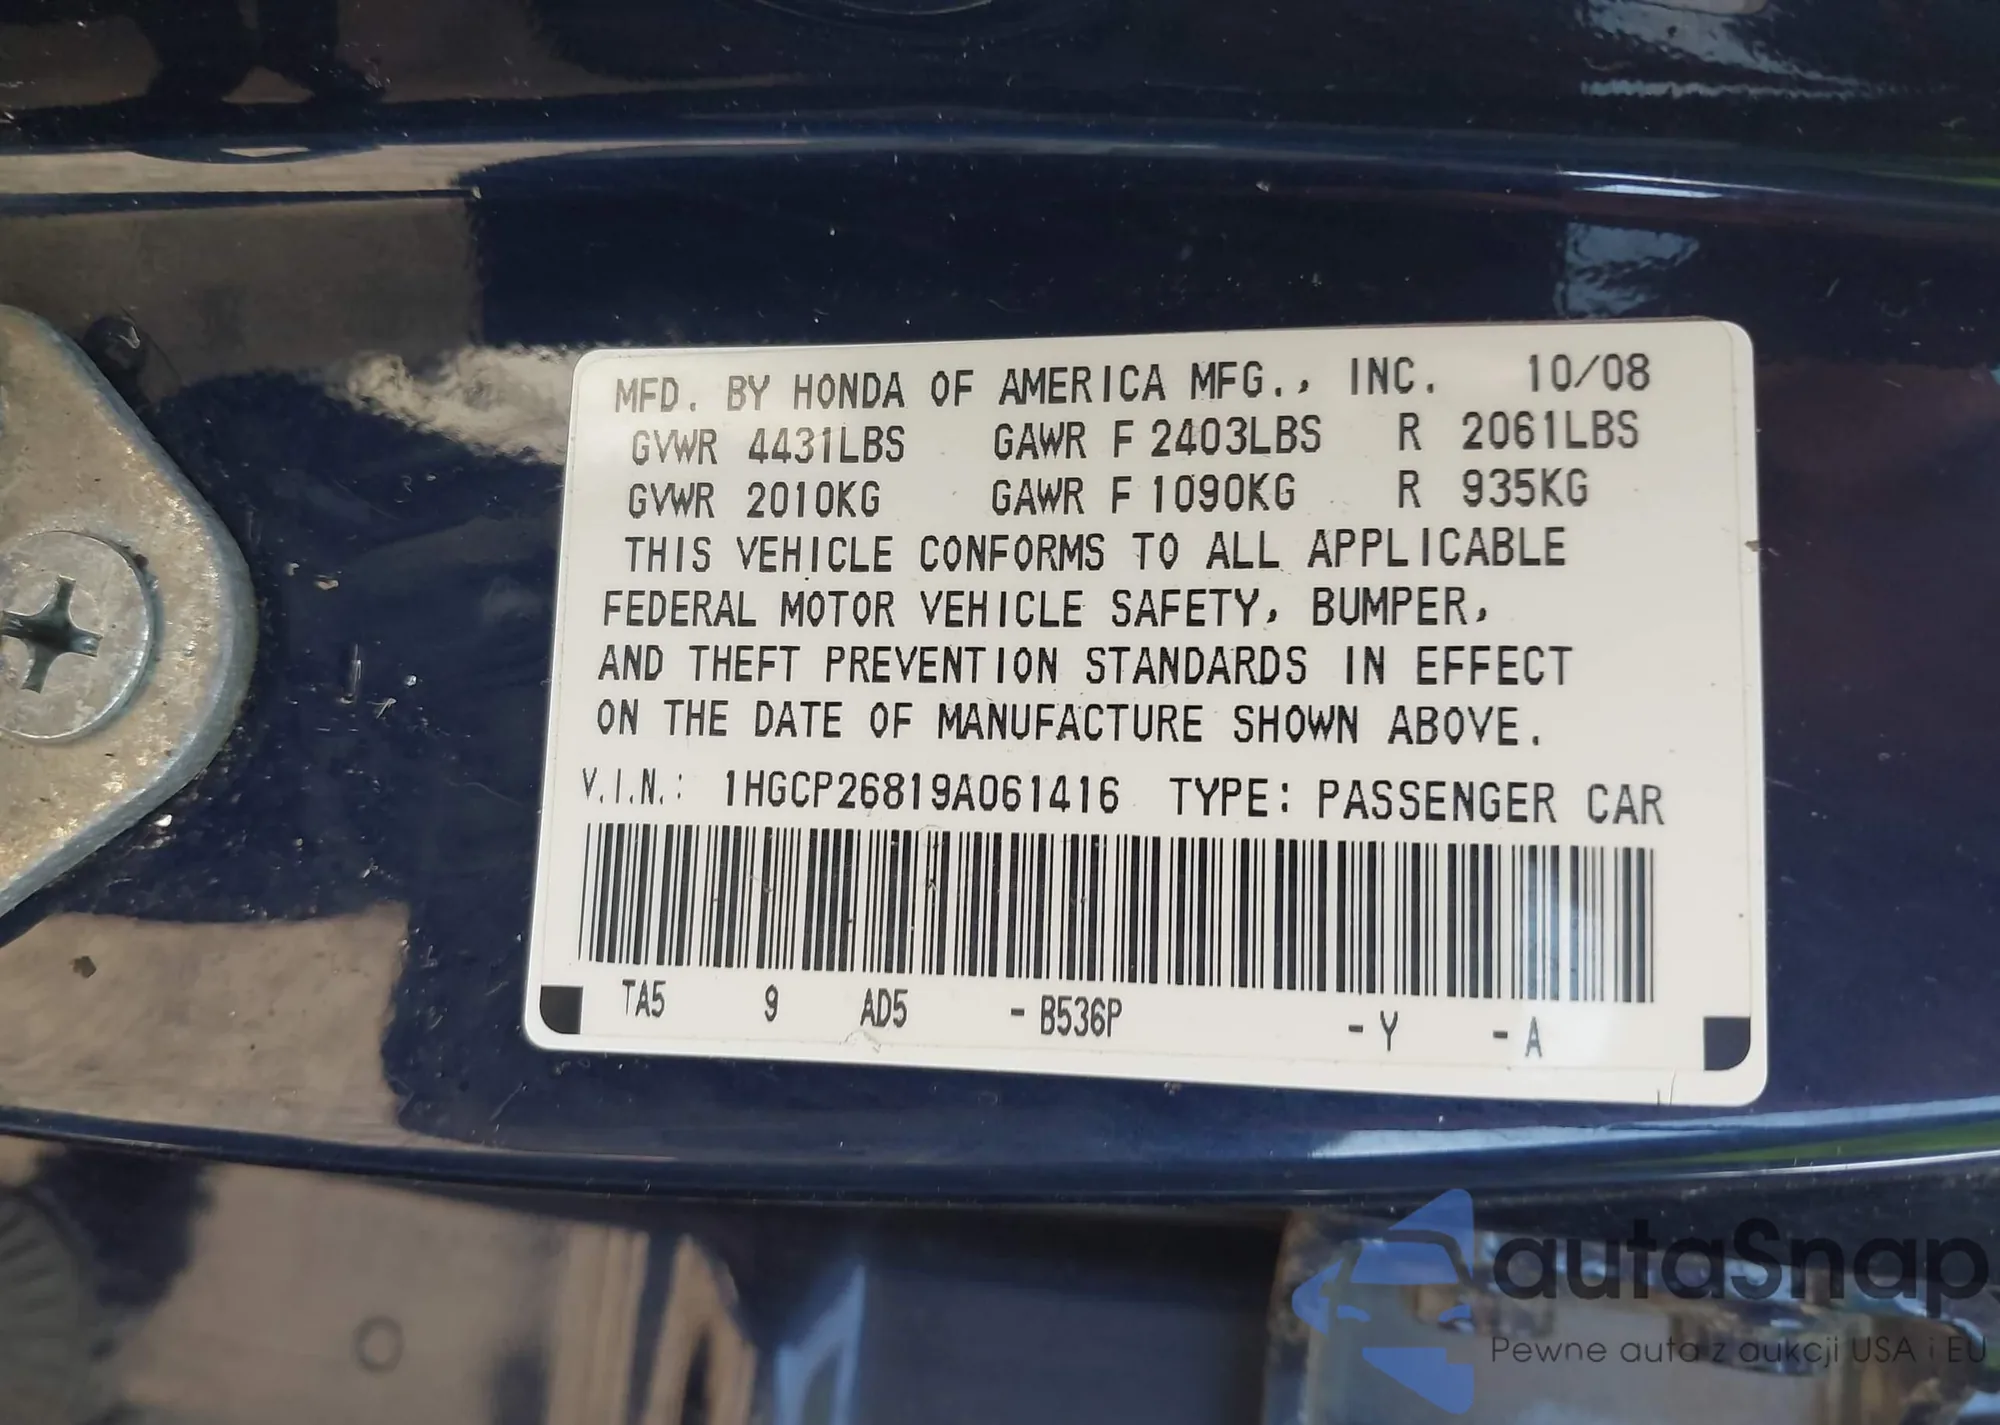 MFD. BY HONDA OF AMERICA MFG., INC. 10/08
GVWR 4431LBS GAWR F 2403LBS R 2061LBS
GVWR 2010KG GAWR F 1090KG R 935KG
THIS VEHICLE CONFORMS TO ALL APPLICABLE
FEDERAL MOTOR VEHICLE SAFETY, BUMPER,
AND THEFT PREVENTION STANDARDS IN EFFECT
ON THE DATE OF MANUFACTURE SHOWN ABOVE.
V.I.N.: 1HGCP26819A061416 TYPE: PASSENGER CAR
TA5 9 AD5 - B536P - Y - A
autaSnap
Pewne auta z aukcji USA i EU